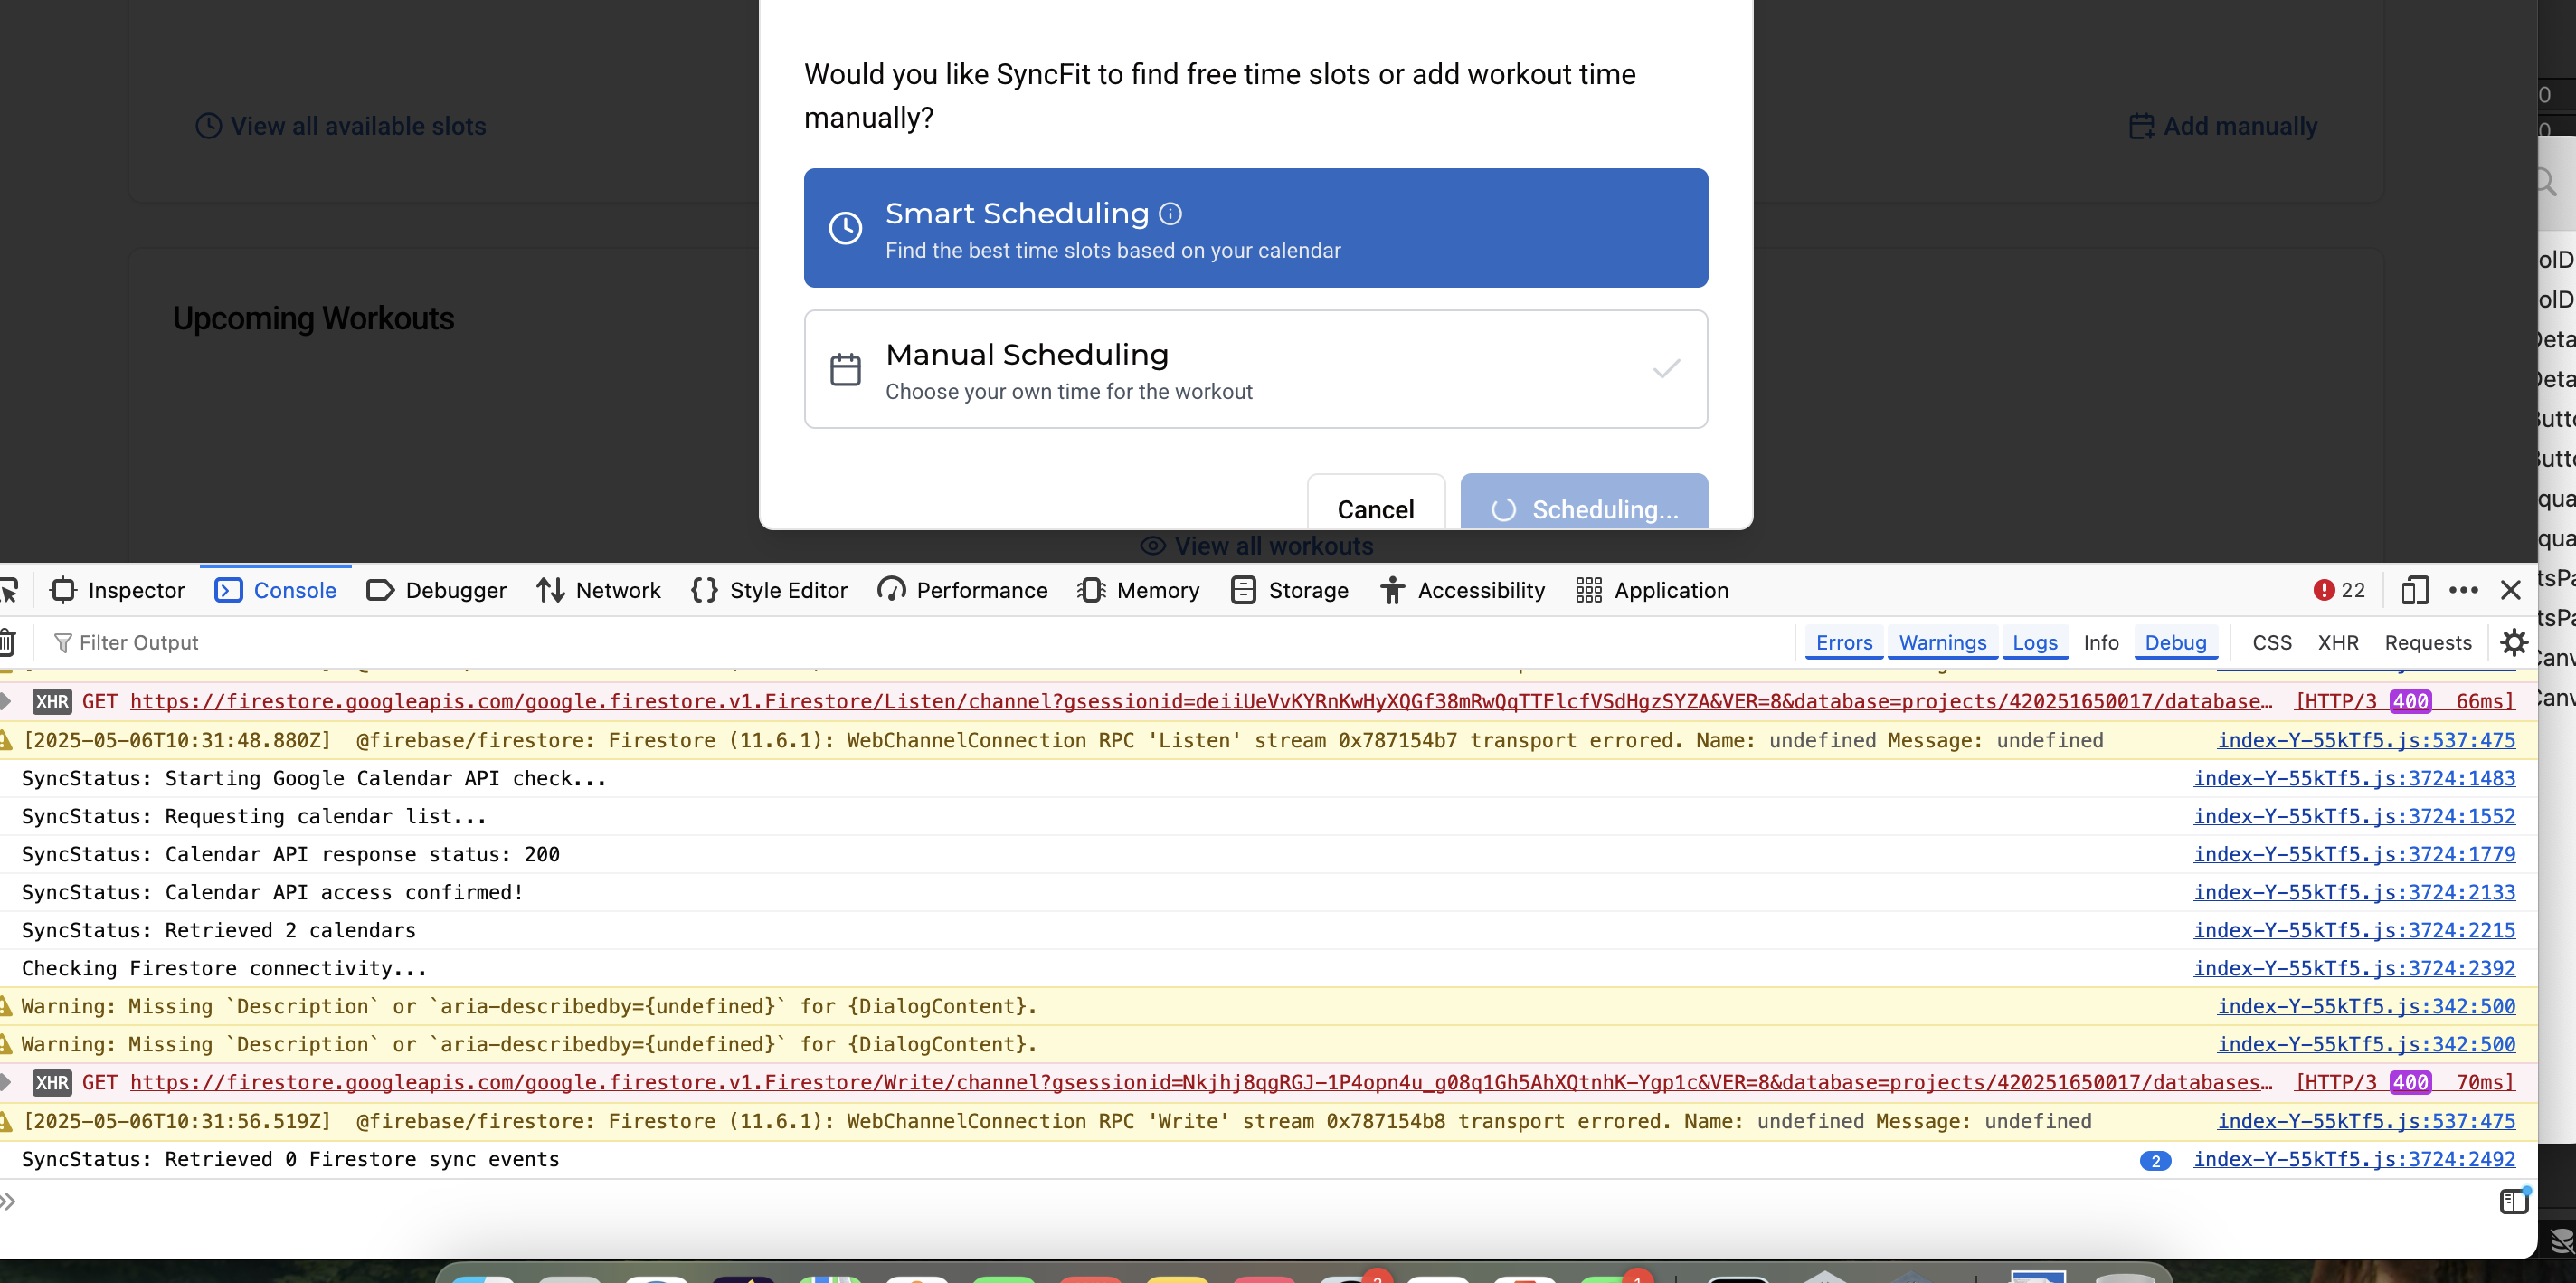 Would you like SyncFit to find free time slots or add workout time
manually?
View all available slots
Add manually
Smart Scheduling
Find the best time slots based on your calendar
Upcoming Workouts
Manual Scheduling
Choose your own time for the workout
Cancel
Scheduling...
View all workouts
Inspector Console Debugger Network Style Editor Performance Memory Storage Accessibility Application 22
Filter Output Errors Warnings Logs Info Debug CSS XHR Requests
XHR GET https://firestore.googleapis.com/google.firestore.v1.Firestore/Listen/channel?gsessionid=deiiUeVvKYRnKwHyXQGf38mRwQqTTFlcfVSdHgzSYZA&VER=8&database=projects/420251650017/database… [HTTP/3 400 66ms]
[2025-05-06T10:31:48.880Z] @firebase/firestore: Firestore (11.6.1): WebChannelConnection RPC 'Listen' stream 0x787154b7 transport errored. Name: undefined Message: undefined index-Y-55kTf5.js:537:475
SyncStatus: Starting Google Calendar API check... index-Y-55kTf5.js:3724:1483
SyncStatus: Requesting calendar list... index-Y-55kTf5.js:3724:1552
SyncStatus: Calendar API response status: 200 index-Y-55kTf5.js:3724:1779
SyncStatus: Calendar API access confirmed! index-Y-55kTf5.js:3724:2133
SyncStatus: Retrieved 2 calendars index-Y-55kTf5.js:3724:2215
Checking Firestore connectivity... index-Y-55kTf5.js:3724:2392
Warning: Missing `Description` or `aria-describedby={undefined}` for {DialogContent}. index-Y-55kTf5.js:342:500
Warning: Missing `Description` or `aria-describedby={undefined}` for {DialogContent}. index-Y-55kTf5.js:342:500
XHR GET https://firestore.googleapis.com/google.firestore.v1.Firestore/Write/channel?gsessionid=Nkjhj8qgRGJ-1P4opn4u_g08q1Gh5AhXQtnhK-Ygp1c&VER=8&database=projects/420251650017/databases… [HTTP/3 400 70ms]
[2025-05-06T10:31:56.519Z] @firebase/firestore: Firestore (11.6.1): WebChannelConnection RPC 'Write' stream 0x787154b8 transport errored. Name: undefined Message: undefined index-Y-55kTf5.js:537:475
SyncStatus: Retrieved 0 Firestore sync events 2 index-Y-55kTf5.js:3724:2492